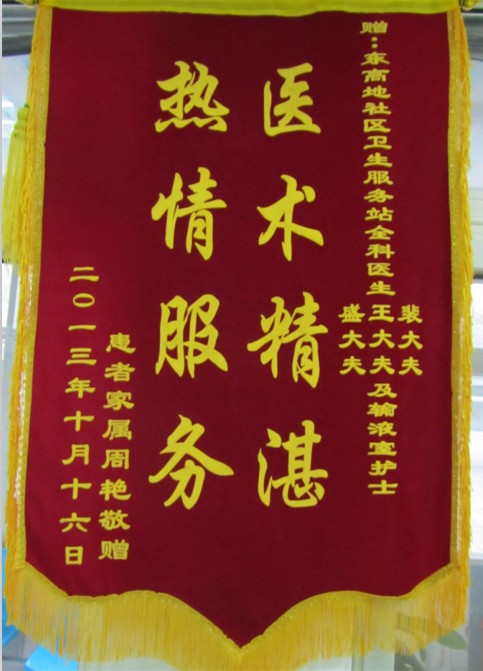 赠：东高地社区卫生服务站全科医生王大夫及输液室护士
裴大夫
盛大夫
医术精湛
热情服务
患者家属周艳敬赠
二〇一三年十月十六日